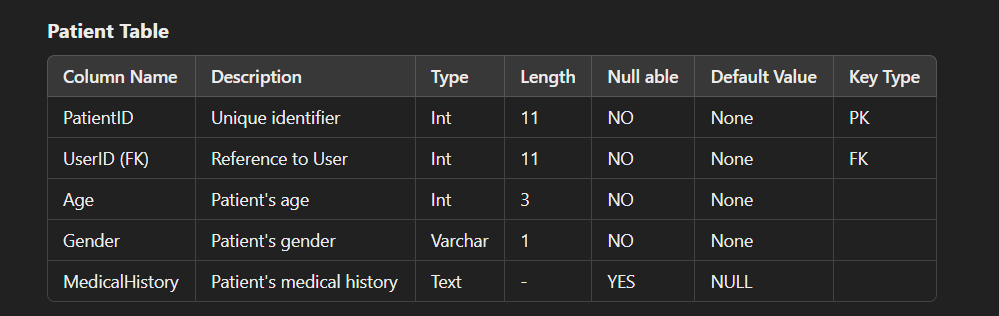 Patient Table
Column Name Description Type Length Null able Default Value Key Type
PatientID Unique identifier Int 11 NO None PK
UserID (FK) Reference to User Int 11 NO None FK
Age Patient's age Int 3 NO None
Gender Patient's gender Varchar 1 NO None
MedicalHistory Patient's medical history Text - YES NULL